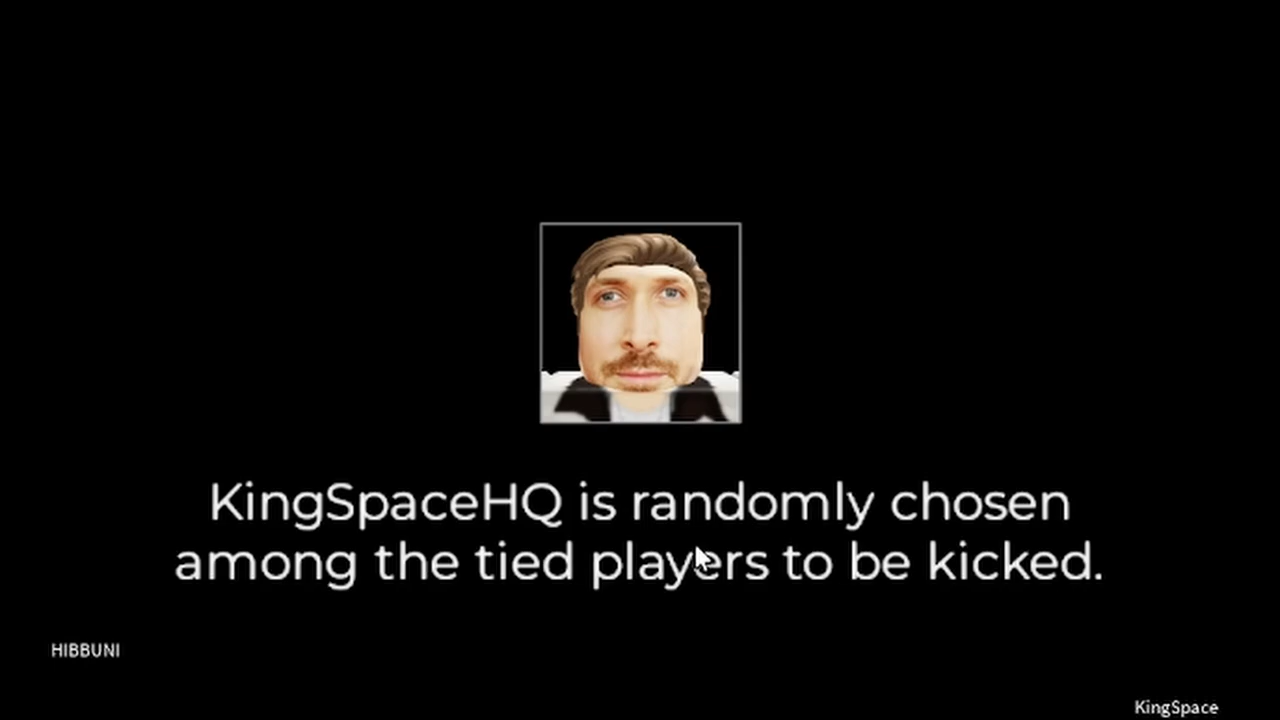 KingSpaceHQ is randomly chosen
among the tied players to be kicked.
HIBBUNI
KingSpace